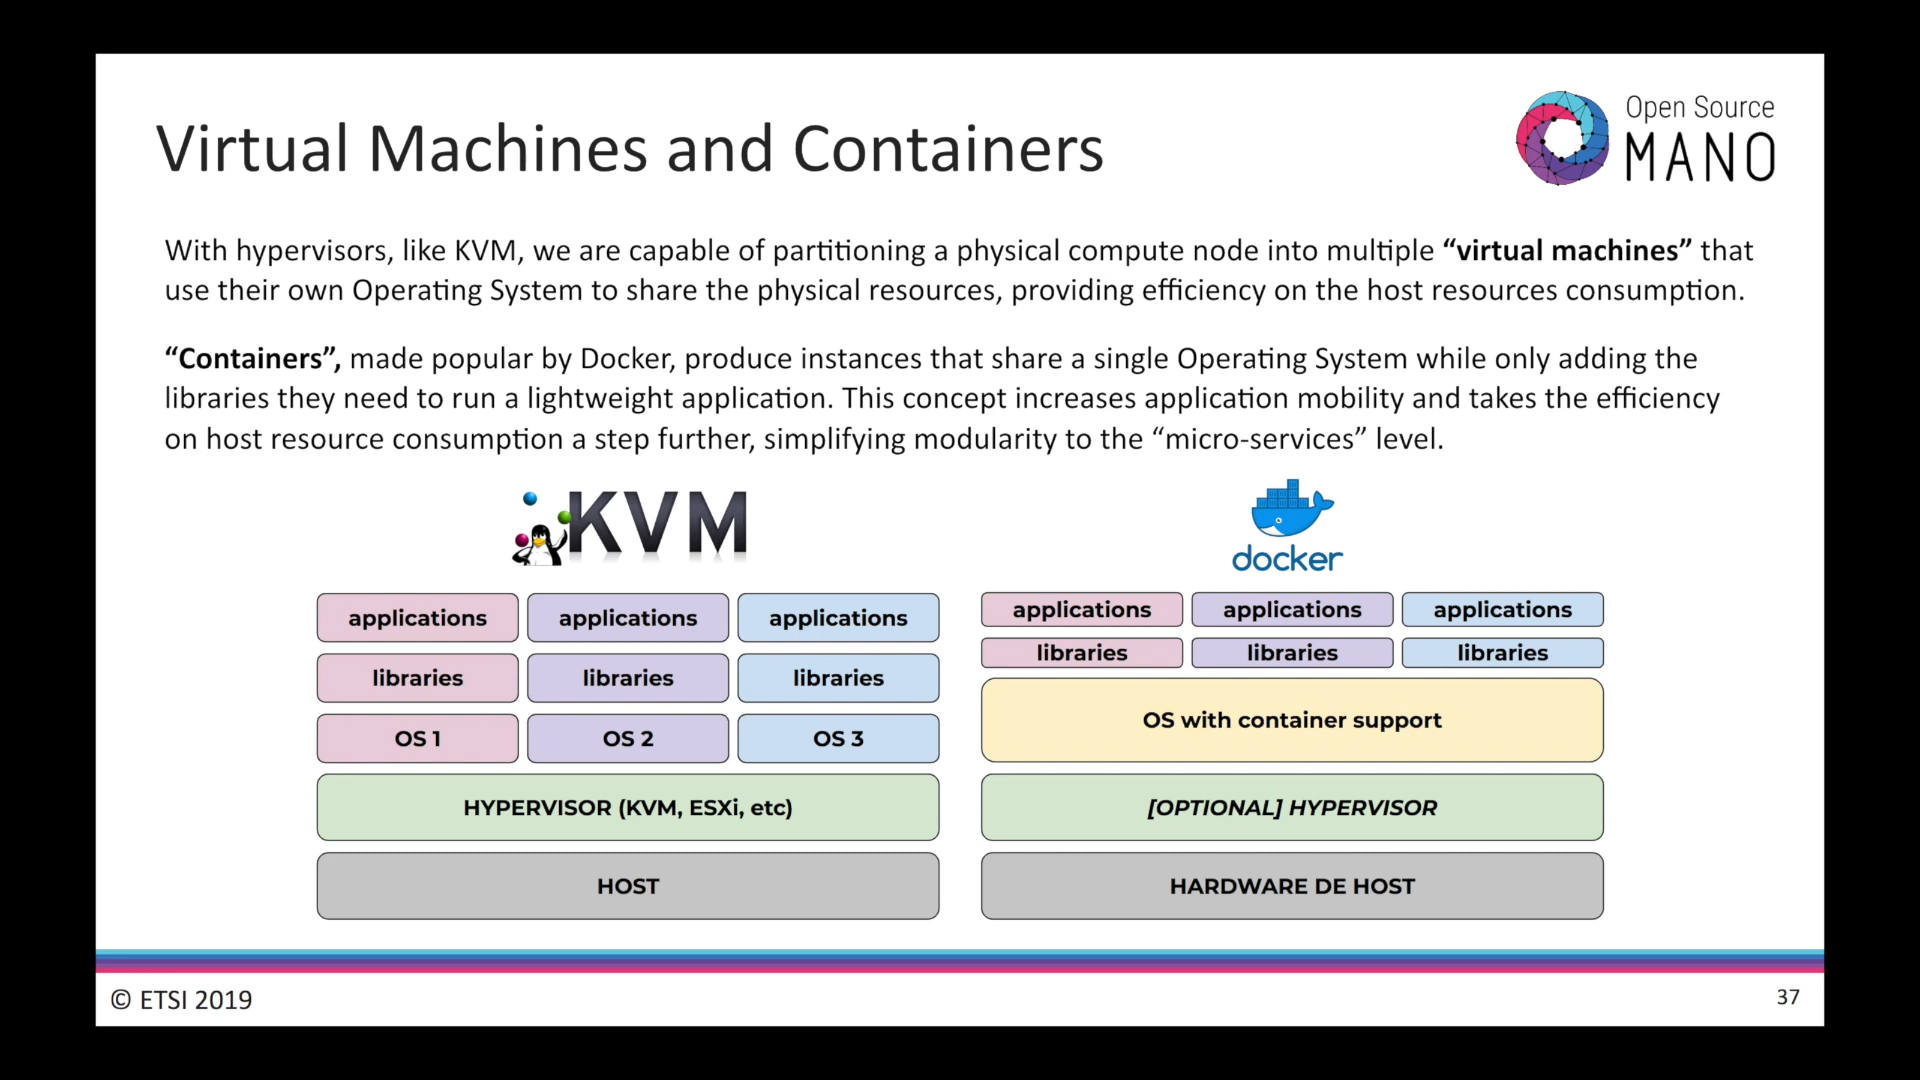 Virtual Machines and Containers
Open Source
MANO
With hypervisors, like KVM, we are capable of partitioning a physical compute node into multiple “virtual machines” that
use their own Operating System to share the physical resources, providing efficiency on the host resources consumption.
“Containers”, made popular by Docker, produce instances that share a single Operating System while only adding the
libraries they need to run a lightweight application. This concept increases application mobility and takes the efficiency
on host resource consumption a step further, simplifying modularity to the “micro-services” level.
KVM
applications applications applications
libraries libraries libraries
OS 1 OS 2 OS 3
HYPERVISOR (KVM, ESXi, etc)
HOST
docker
applications applications applications
libraries libraries libraries
OS with container support
[OPTIONAL] HYPERVISOR
HARDWARE DE HOST
© ETSI 2019
37